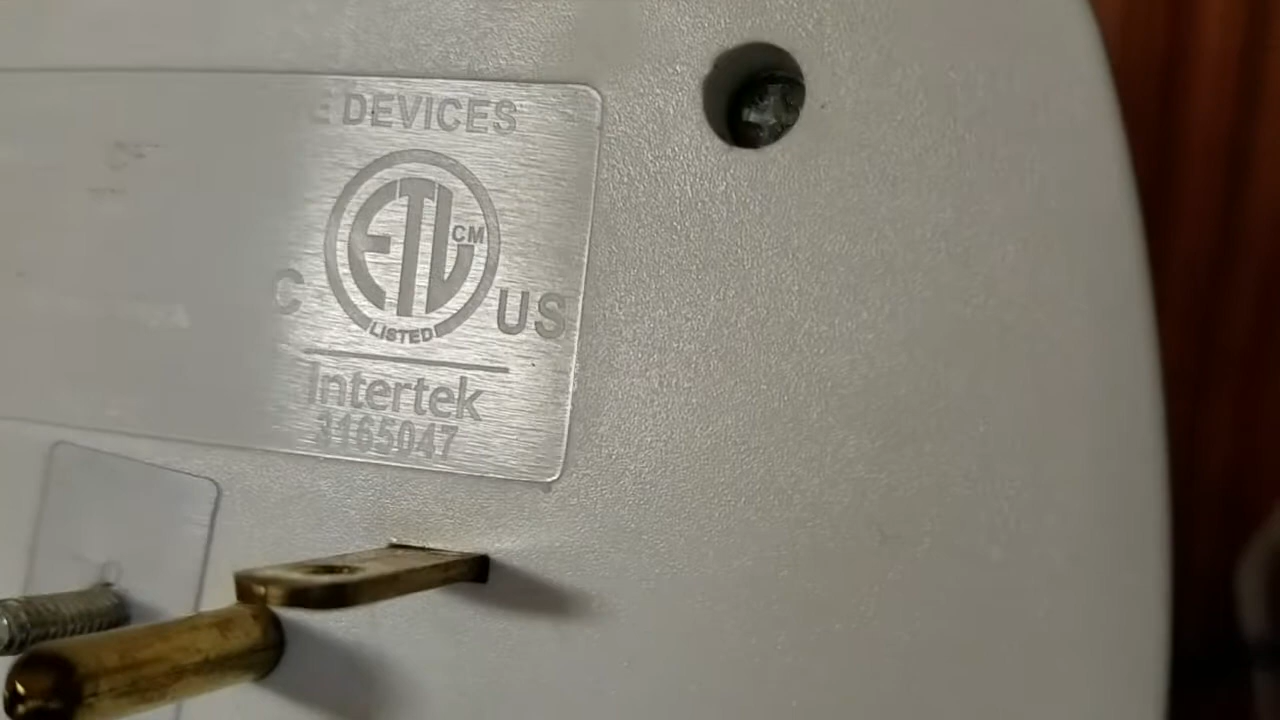 E DEVICES
ETL CM
C US
LISTED
Intertek
3165047